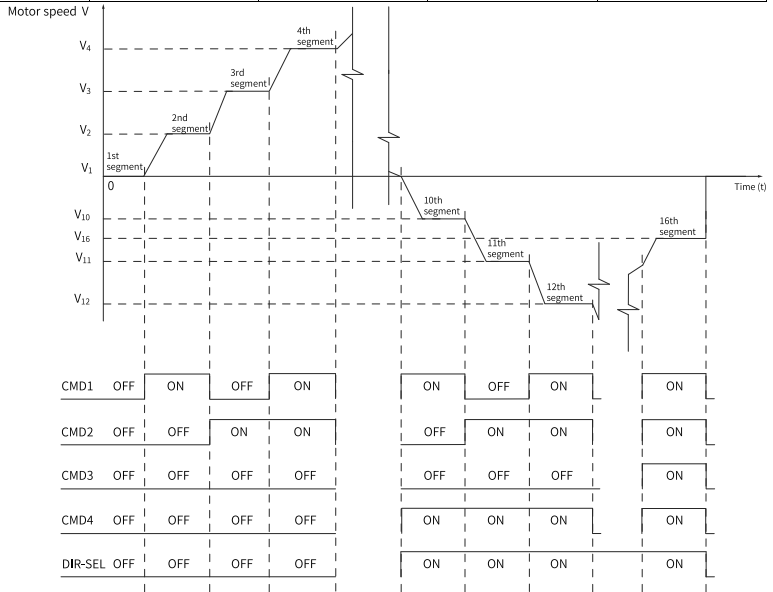 Motor speed V
V4
V3
V2
V1
0
V10
V16
V11
V12
1st
segment
2nd
segment
3rd
segment
4th
segment
10th
segment
11th
segment
12th
segment
16th
segment
Time (t)
CMD1 OFF ON OFF ON ON OFF ON ON
CMD2 OFF OFF ON ON OFF ON ON ON
CMD3 OFF OFF OFF OFF OFF OFF OFF ON
CMD4 OFF OFF OFF OFF ON ON ON ON
DIR-SEL OFF OFF OFF OFF ON ON ON ON